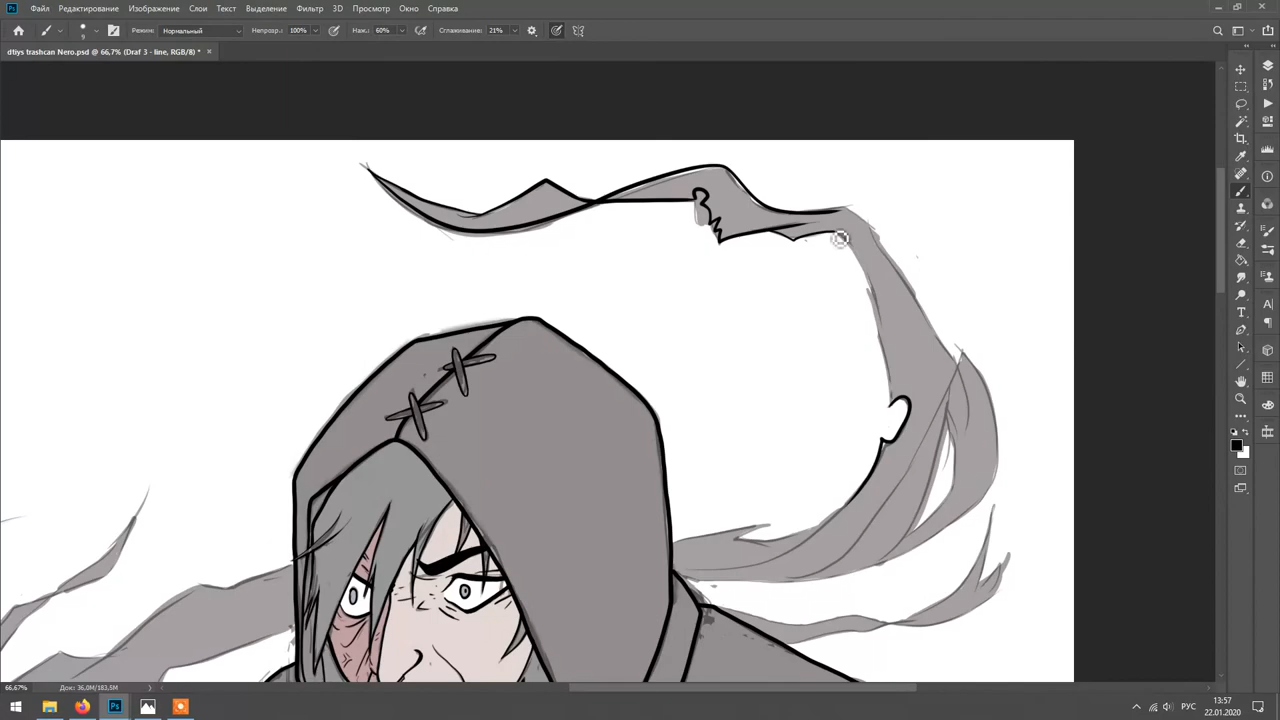 Файл Редактирование Изображение Слои Текст Выделение Фильтр 3D Просмотр Окно Справка
9 Режим: Нормальный Непрозр.: 100% Наж.: 60% Сглаживание: 21%
dtiys trashcan Nero.psd @ 66,7% (Draf 3 - line, RGB/8) *
66,67% Док: 36,0M/183,5M
РУС 13:57
22.01.2020